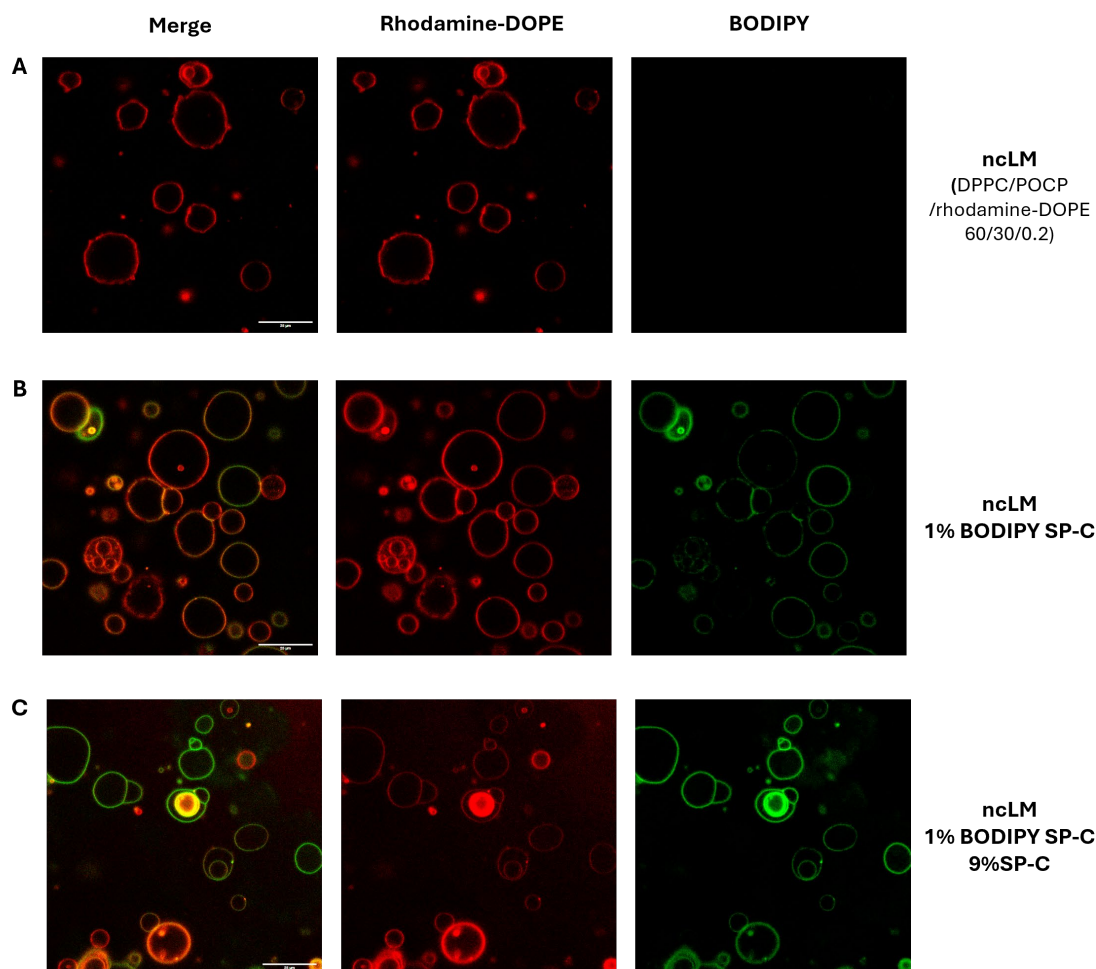 Merge
Rhodamine-DOPE
BODIPY
A
ncLM
(DPPC/POCP
/rhodamine-DOPE
60/30/0.2)
B
ncLM
1% BODIPY SP-C
C
ncLM
1% BODIPY SP-C
9%SP-C